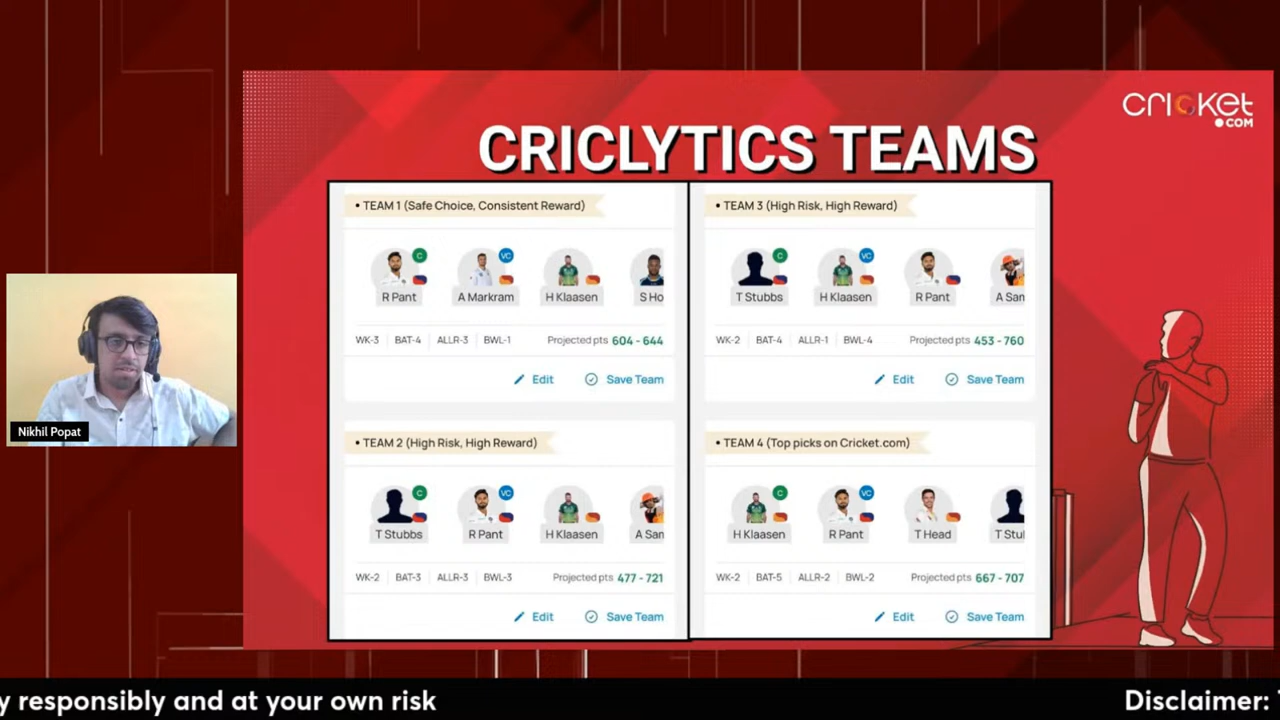 cricket
.COM
CRICLYTICS TEAMS
• TEAM 1 (Safe Choice, Consistent Reward)
C
VC
R Pant
A Markram
H Klaasen
S Ho
WK-3
BAT-4
ALLR-3
BWL-1
Projected pts 604 - 644
Edit
Save Team
• TEAM 3 (High Risk, High Reward)
C
VC
T Stubbs
H Klaasen
R Pant
A San
WK-2
BAT-4
ALLR-1
BWL-4
Projected pts 453 - 760
Edit
Save Team
Nikhil Popat
• TEAM 2 (High Risk, High Reward)
C
VC
T Stubbs
R Pant
H Klaasen
A San
WK-2
BAT-3
ALLR-3
BWL-3
Projected pts 477 - 721
Edit
Save Team
• TEAM 4 (Top picks on Cricket.com)
C
VC
H Klaasen
R Pant
T Head
T Stul
WK-2
BAT-5
ALLR-2
BWL-2
Projected pts 667 - 707
Edit
Save Team
y responsibly and at your own risk
Disclaimer: